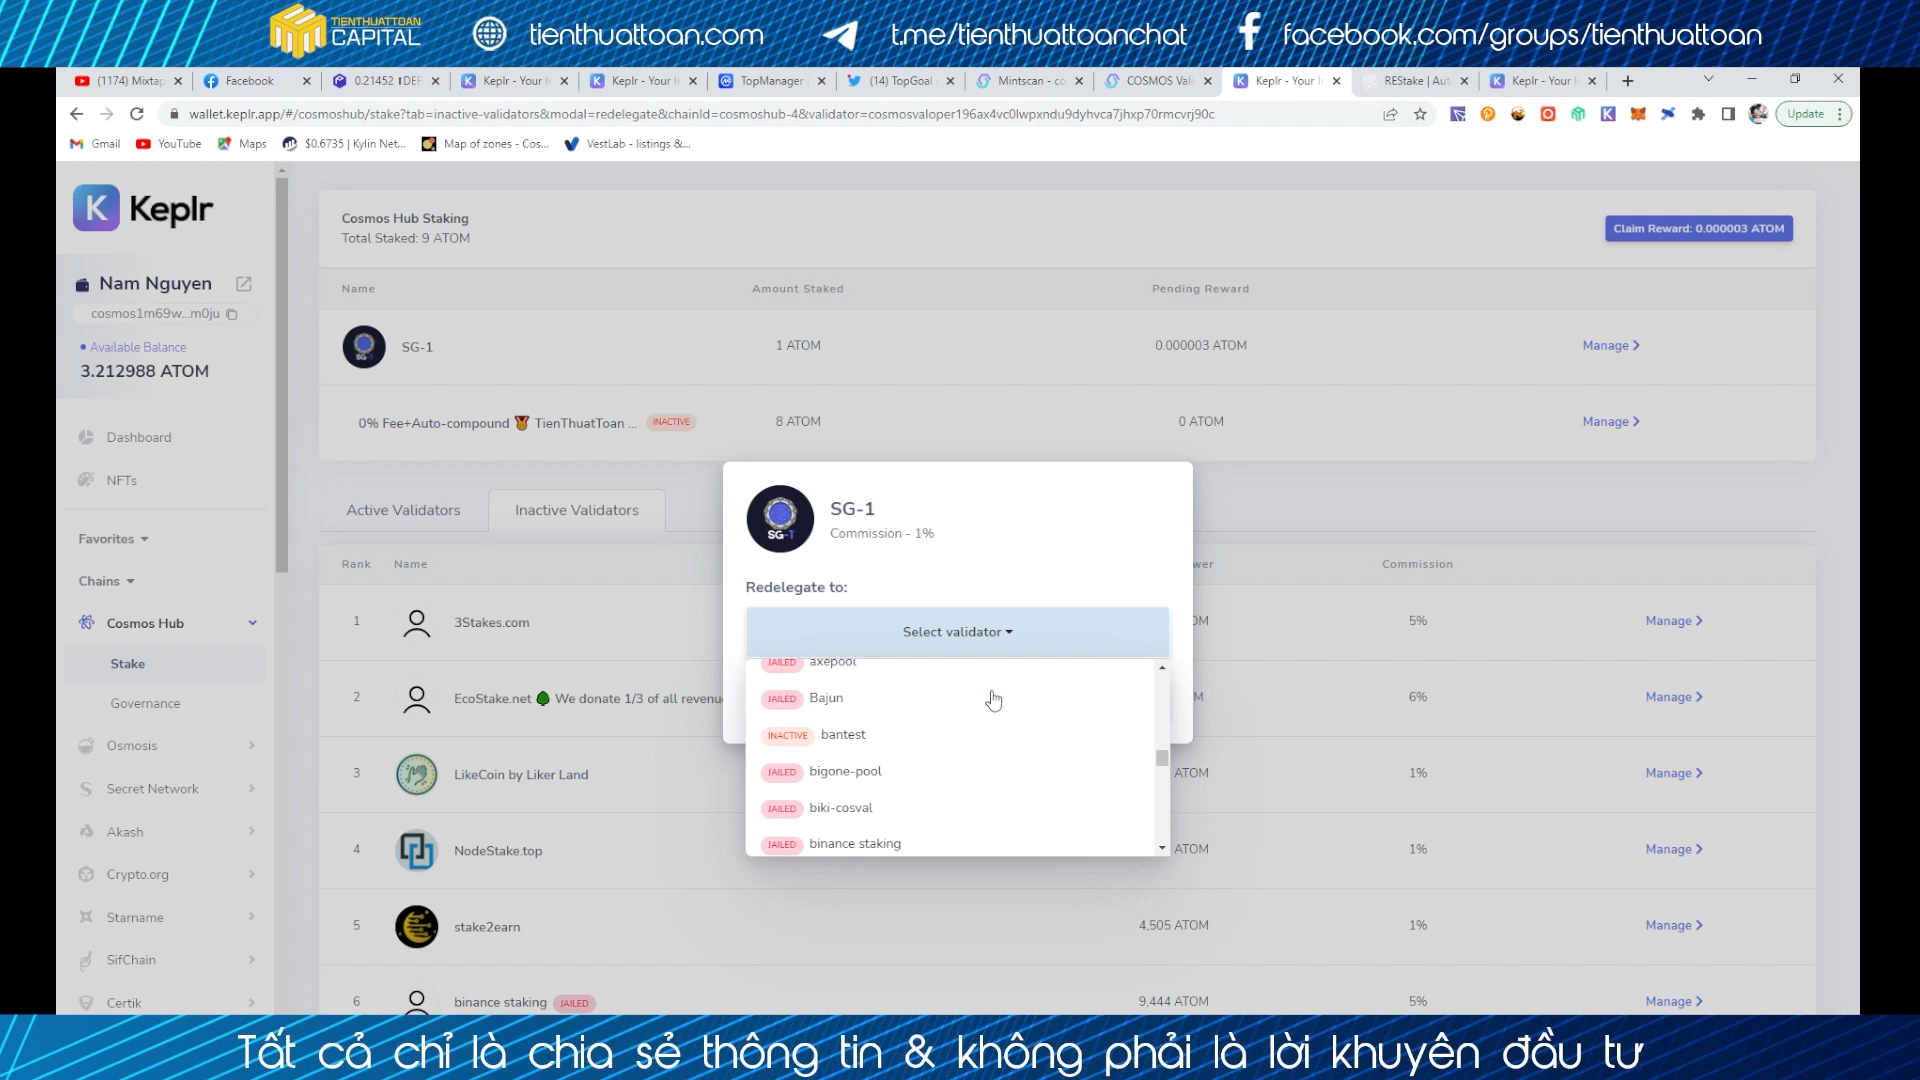 TIENTHUATTOAN
CAPITAL
tienthuattoan.com
t.me/tienthuattoanchat
facebook.com/groups/tienthuattoan
(1174) Mixtap
Facebook
0.21452
Keplr - Your I
Keplr - Your I
TopManager
(14) TopGoal
Mintscan - co
COSMOS Vali
Keplr - Your I
REStake | Aut
Keplr - Your I
wallet.keplr.app/#/cosmoshub/stake?tab=inactive-validators&modal=redelegate&chainId=cosmoshub-4&validator=cosmosvaloper196ax4vc0lwpxndu9dyhvca7jhxp70rmcvrj90c
Update
Gmail
YouTube
Maps
$0.6735 | Kylin Net...
Map of zones - Cos...
VestLab - listings &...
Keplr
Nam Nguyen
cosmos1m69w...m0ju
Available Balance
3.212988 ATOM
Dashboard
NFTs
Favorites
Chains
Cosmos Hub
Stake
Governance
Osmosis
Secret Network
Akash
Crypto.org
Starname
SifChain
Certik
Cosmos Hub Staking
Total Staked: 9 ATOM
Claim Reward: 0.000003 ATOM
Name Amount Staked Pending Reward
SG-1 1 ATOM 0.000003 ATOM Manage
0% Fee+Auto-compound 🏅 TienThuatToan ... INACTIVE 8 ATOM 0 ATOM Manage
Active Validators Inactive Validators
Rank Name wer Commission
1 3Stakes.com OM 5% Manage
2 EcoStake.net 🌳 We donate 1/3 of all revenu M 6% Manage
3 LikeCoin by Liker Land ATOM 1% Manage
4 NodeStake.top ATOM 1% Manage
5 stake2earn 4,505 ATOM 1% Manage
6 binance staking JAILED 9,444 ATOM 5% Manage
SG-1
SG-1
Commission - 1%
Redelegate to:
Select validator
JAILED axepool
JAILED Bajun
INACTIVE bantest
JAILED bigone-pool
JAILED biki-cosval
JAILED binance staking
Tất cả chỉ là chia sẻ thông tin & không phải là lời khuyên đầu tư